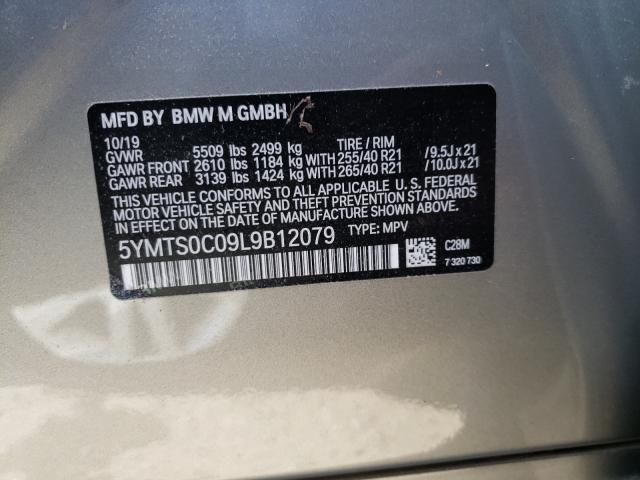 MFD BY BMW M GMBH
10/19
GVWR 5509 lbs 2499 kg TIRE / RIM
GAWR FRONT 2610 lbs 1184 kg WITH 255/40 R21 / 9.5J x 21
GAWR REAR 3139 lbs 1424 kg WITH 265/40 R21 / 10.0J x 21
THIS VEHICLE CONFORMS TO ALL APPLICABLE U. S. FEDERAL
MOTOR VEHICLE SAFETY AND THEFT PREVENTION STANDARDS
IN EFFECT ON THE DATE OF MANUFACTURE SHOWN ABOVE.
5YMTS0C09L9B12079 TYPE: MPV
C28M
7 320 730